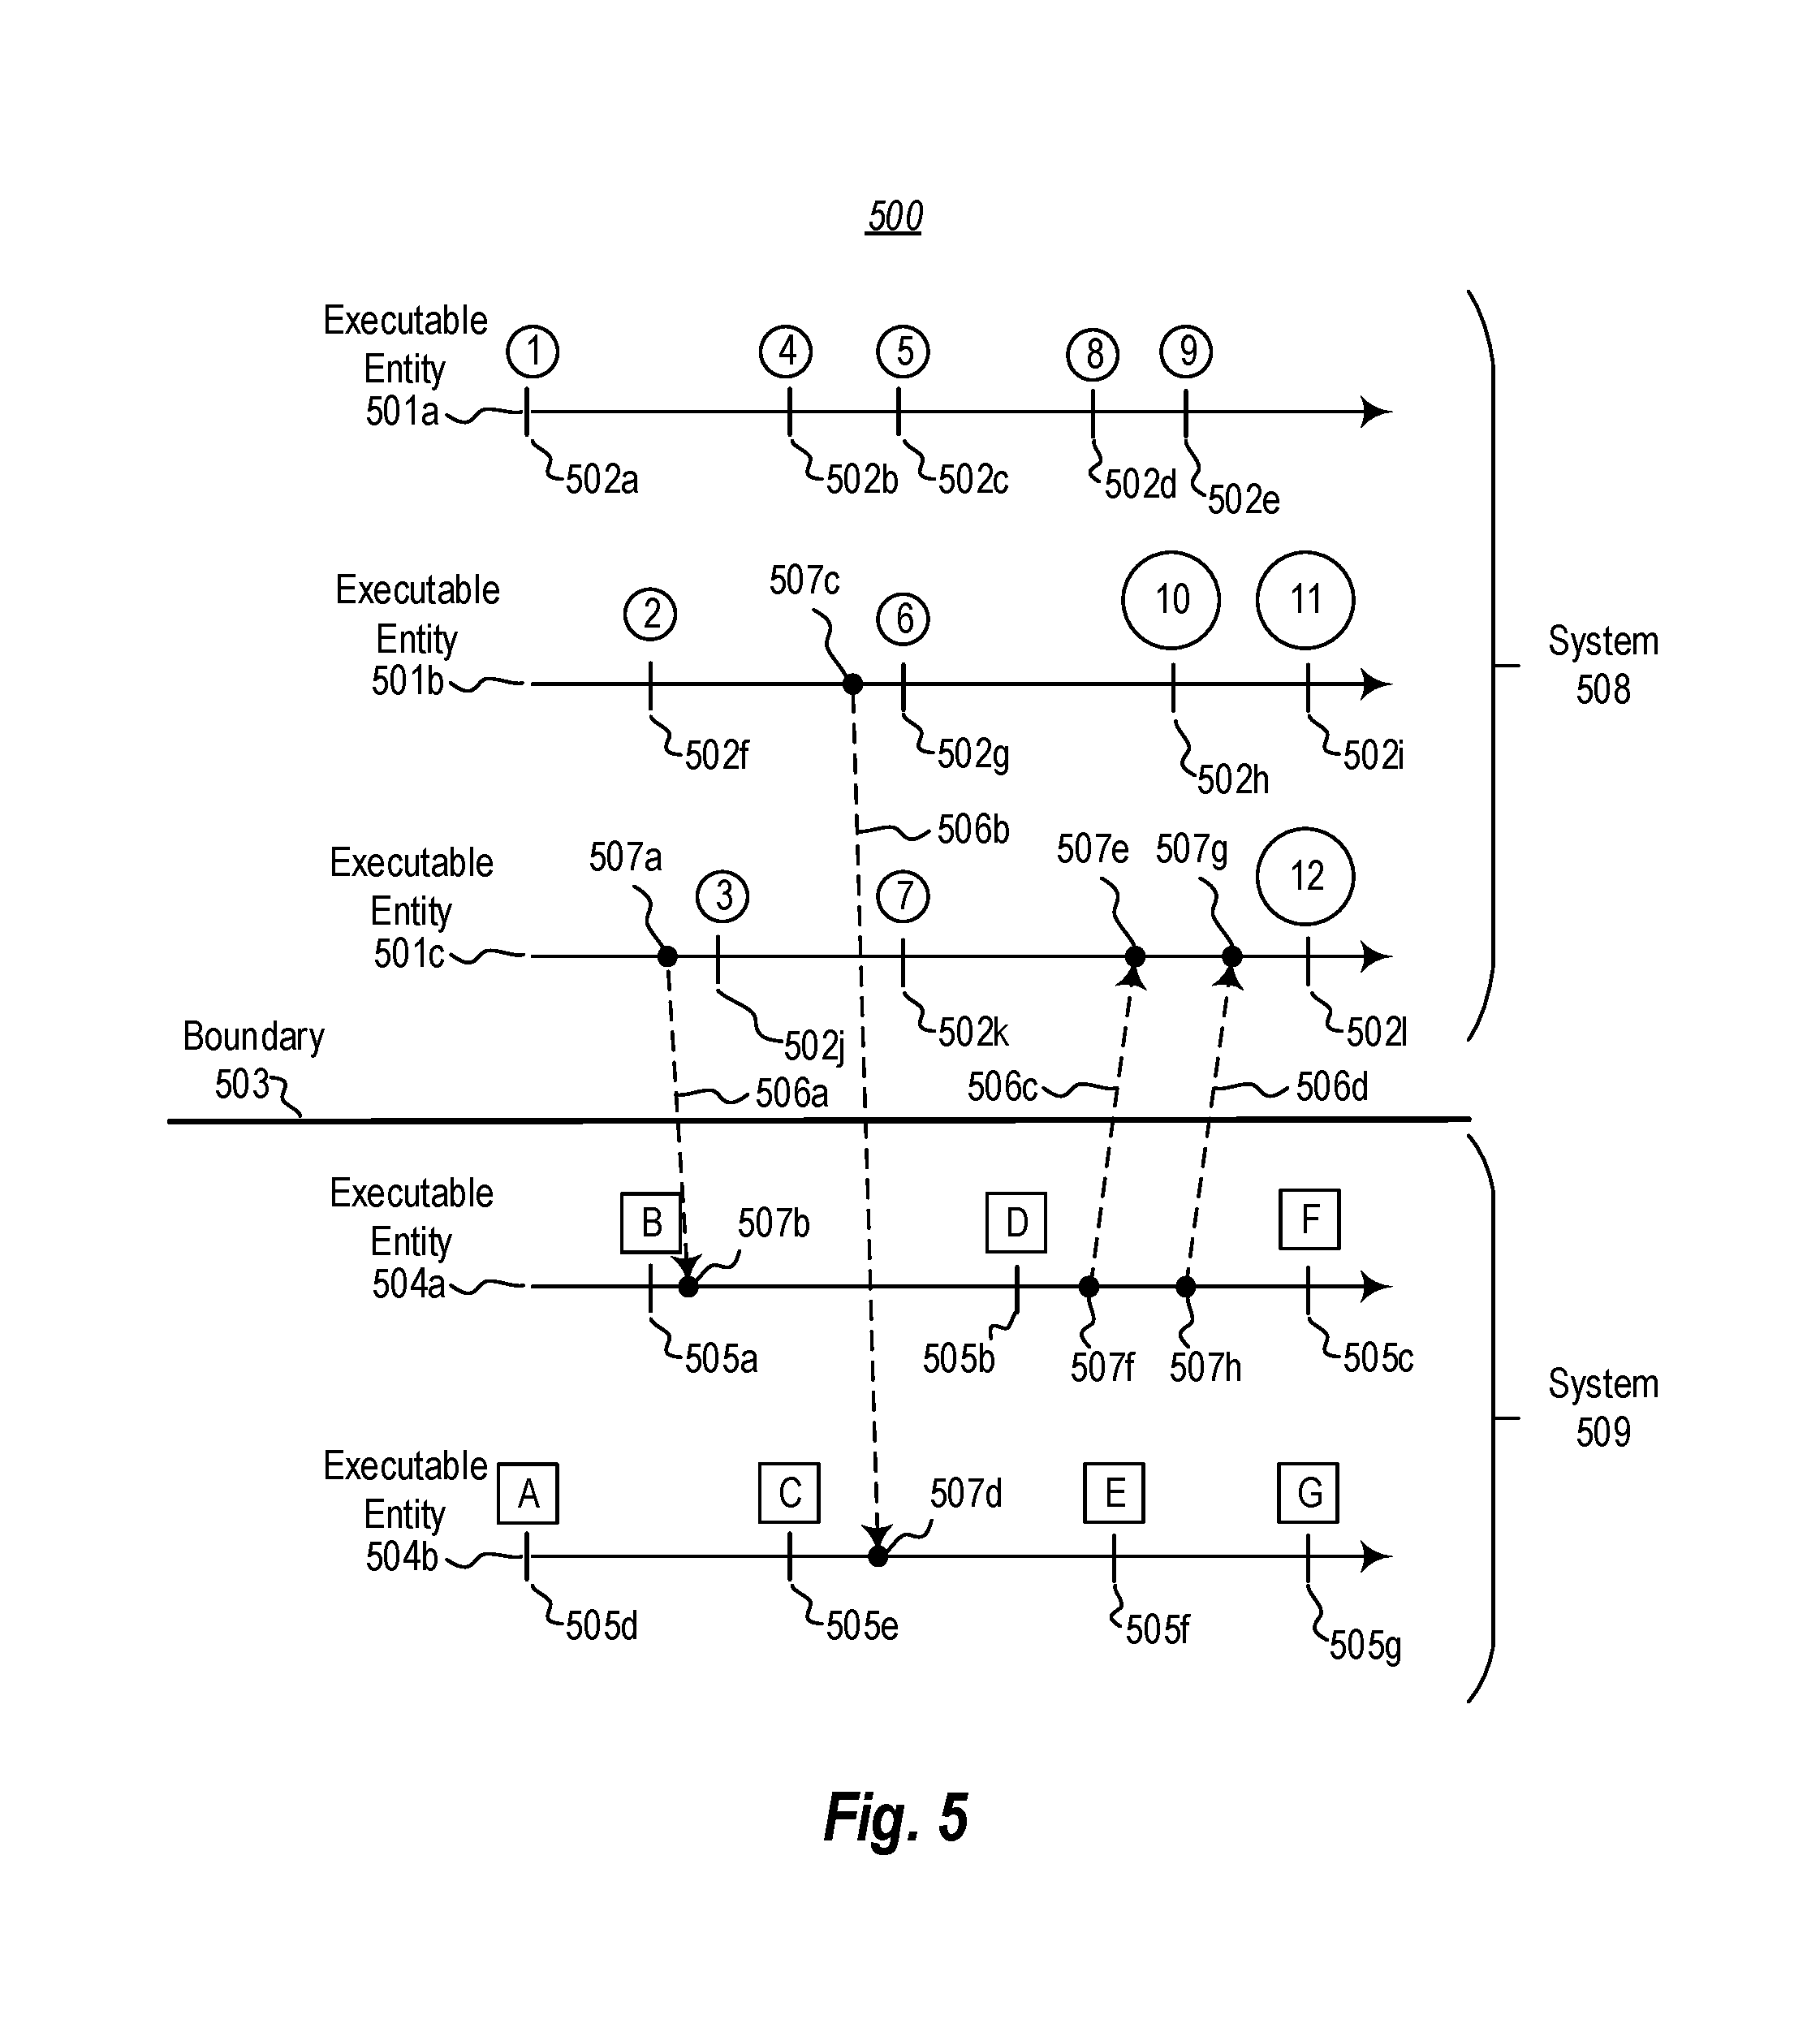 500
Executable
Entity
501a
1
4
5
8
9
502a
502b
502c
502d
502e
Executable
Entity
501b
507c
2
6
10
11
502f
502g
502h
502i
System
508
506b
Executable
Entity
501c
507a
3
7
507e
507g
12
502j
502k
502l
Boundary
503
506a
506c
506d
Executable
Entity
504a
B
507b
D
F
505a
505b
507f
507h
505c
System
509
Executable
Entity
504b
A
C
507d
E
G
505d
505e
505f
505g
Fig. 5